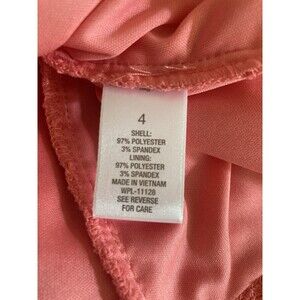 4
SHELL:
97% POLYESTER
3% SPANDEX
LINING:
97% POLYESTER
3% SPANDEX
MADE IN VIETNAM
WPL-11128
SEE REVERSE
FOR CARE